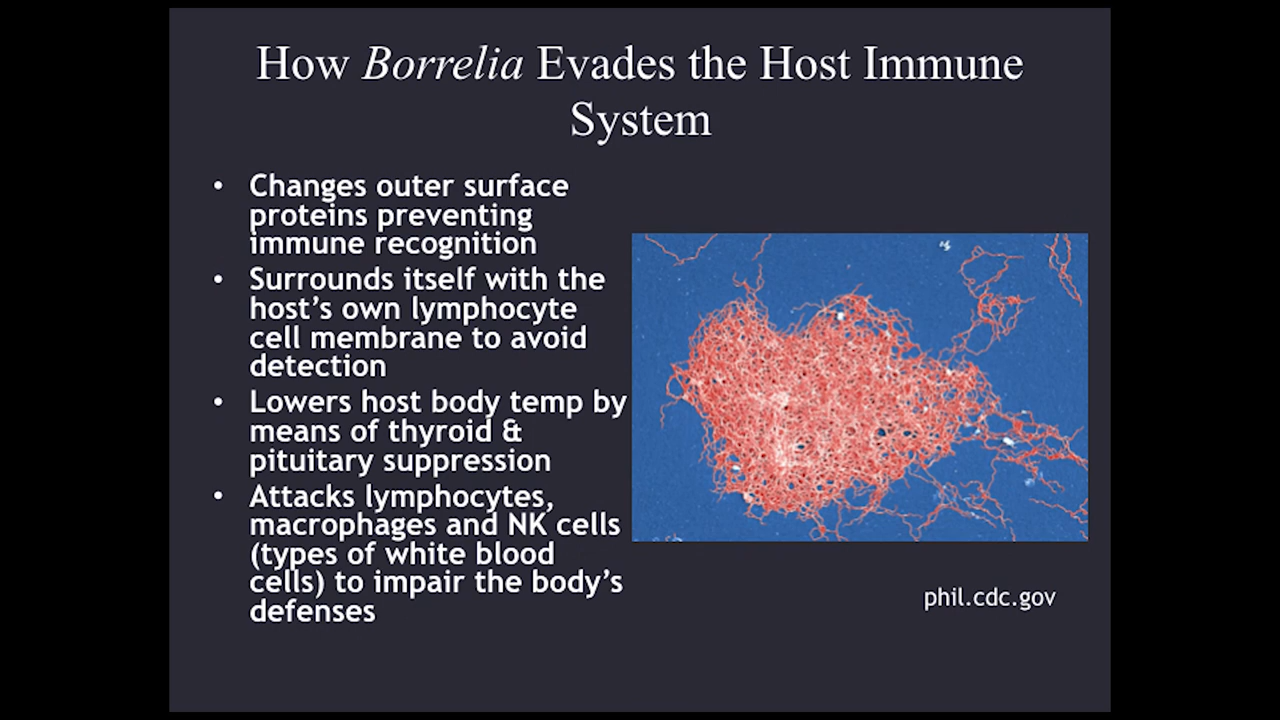 How Borrelia Evades the Host Immune
System
• Changes outer surface
proteins preventing
immune recognition
• Surrounds itself with the
host’s own lymphocyte
cell membrane to avoid
detection
• Lowers host body temp by
means of thyroid &
pituitary suppression
• Attacks lymphocytes,
macrophages and NK cells
(types of white blood
cells) to impair the body’s
defenses
phil.cdc.gov